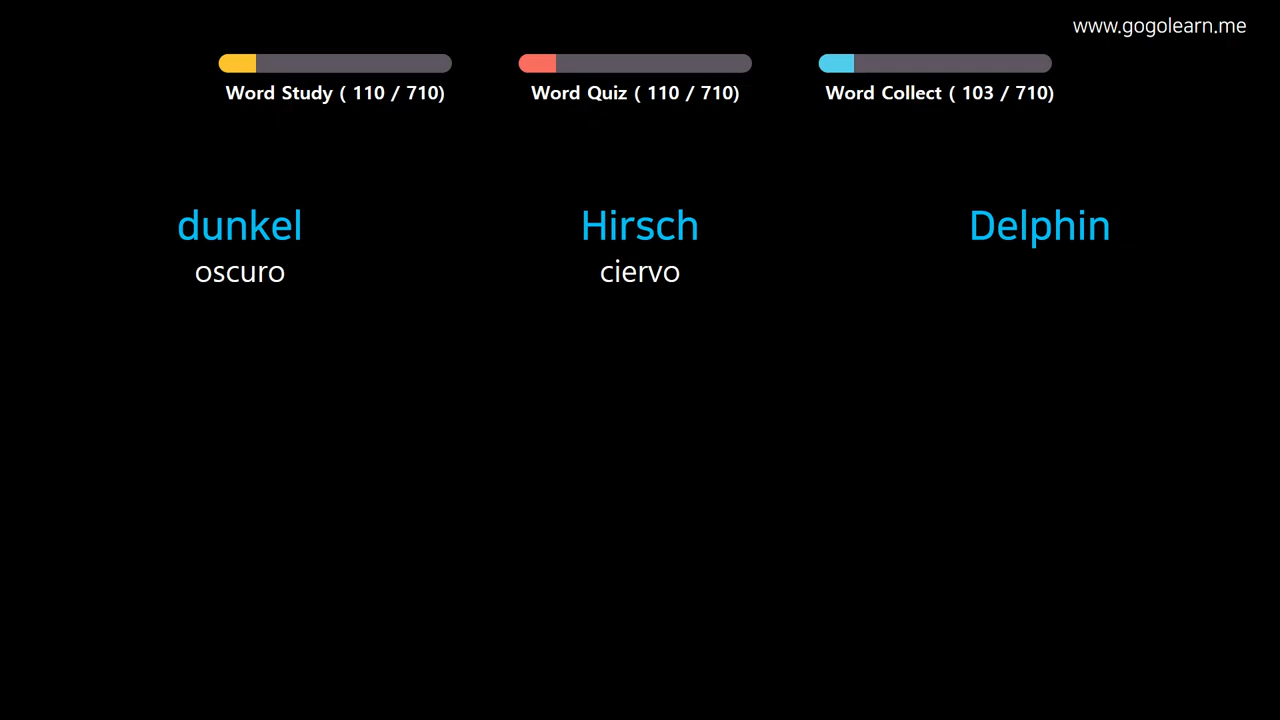 www.gogolearn.me
Word Study ( 110 / 710)
Word Quiz ( 110 / 710)
Word Collect ( 103 / 710)
dunkel
oscuro
Hirsch
ciervo
Delphin